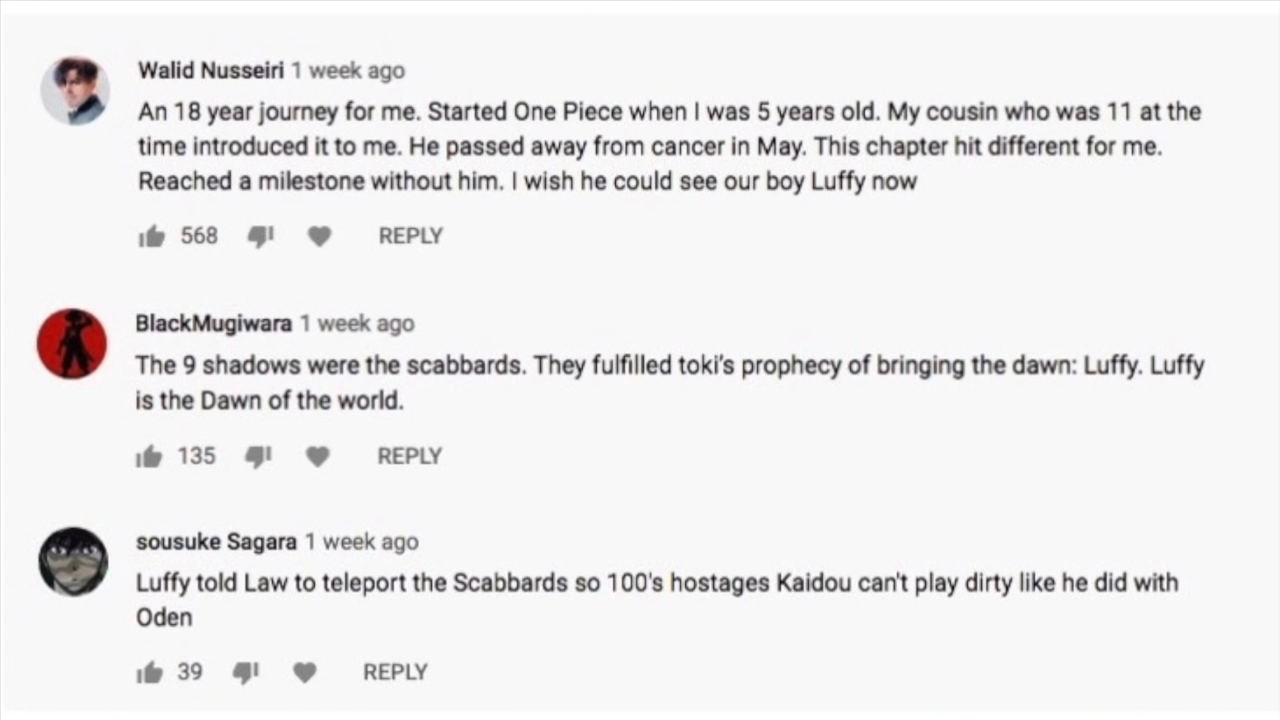 Walid Nusseiri 1 week ago
An 18 year journey for me. Started One Piece when I was 5 years old. My cousin who was 11 at the
time introduced it to me. He passed away from cancer in May. This chapter hit different for me.
Reached a milestone without him. I wish he could see our boy Luffy now
568 REPLY
BlackMugiwara 1 week ago
The 9 shadows were the scabbards. They fulfilled toki's prophecy of bringing the dawn: Luffy. Luffy
is the Dawn of the world.
135 REPLY
sousuke Sagara 1 week ago
Luffy told Law to teleport the Scabbards so 100's hostages Kaidou can't play dirty like he did with
Oden
39 REPLY